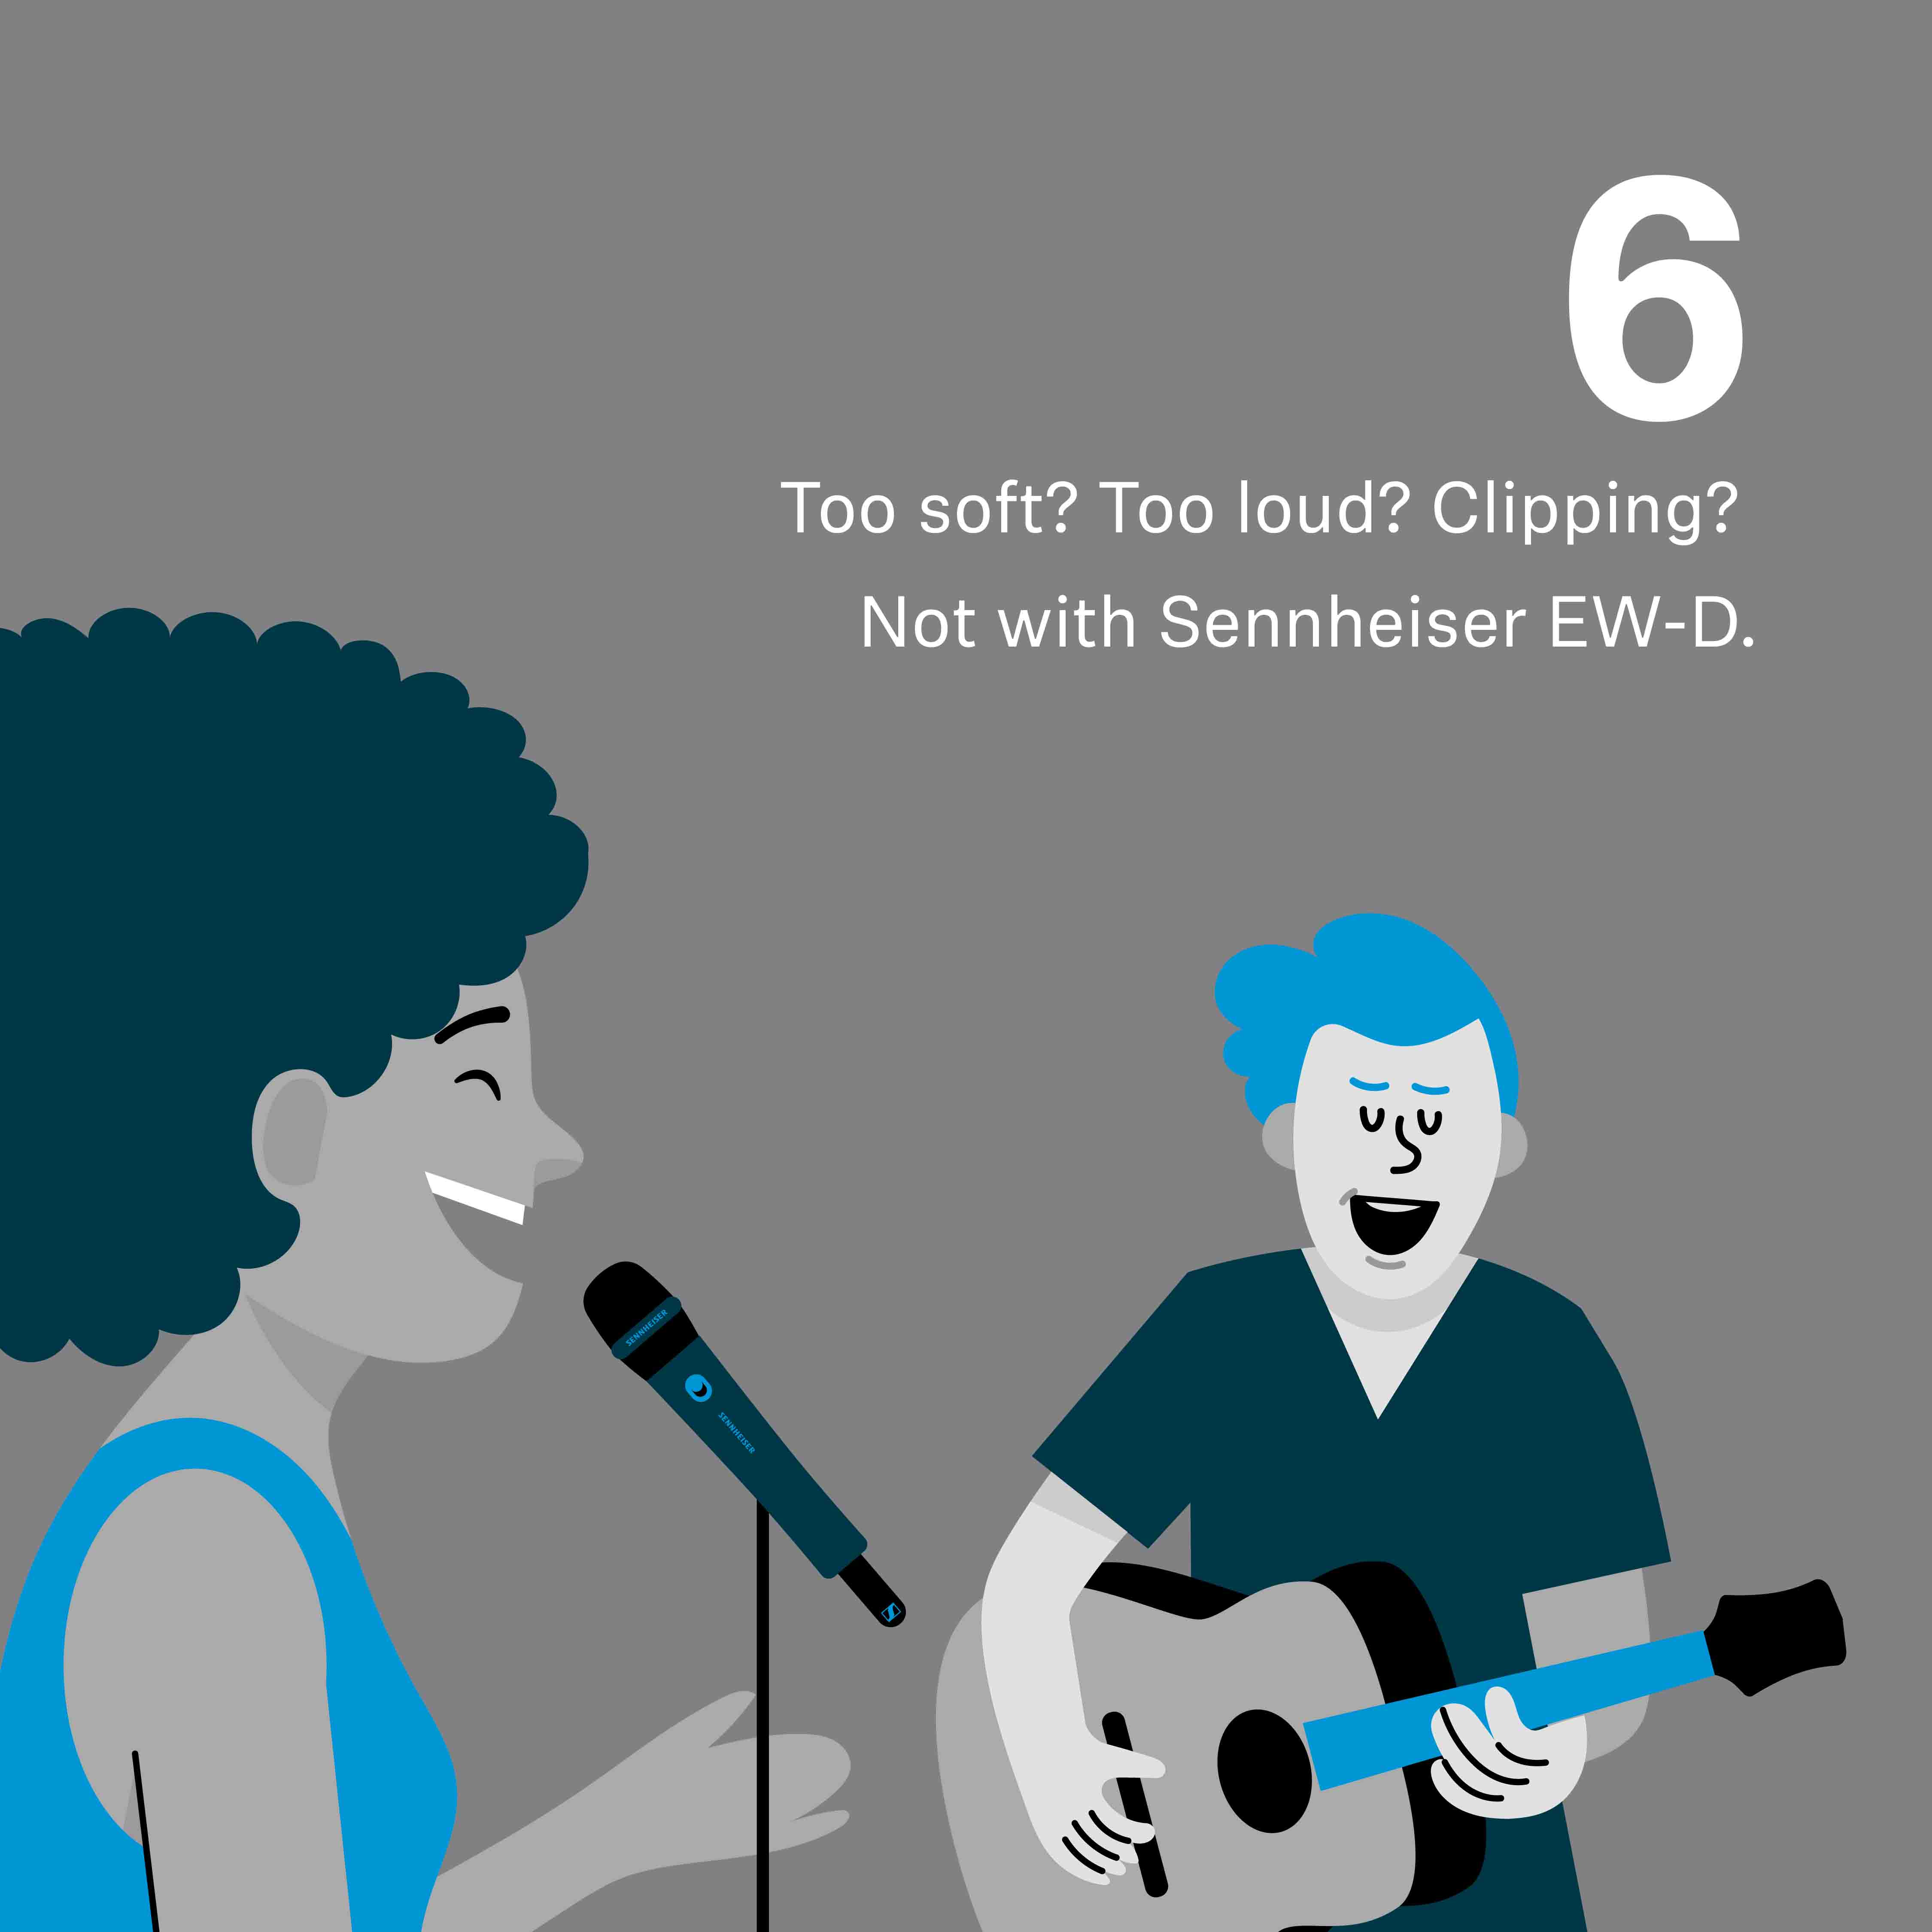 6
Too soft? Too loud? Clipping?
Not with Sennheiser EW-D.
SENNHEISER
SENNHEISER